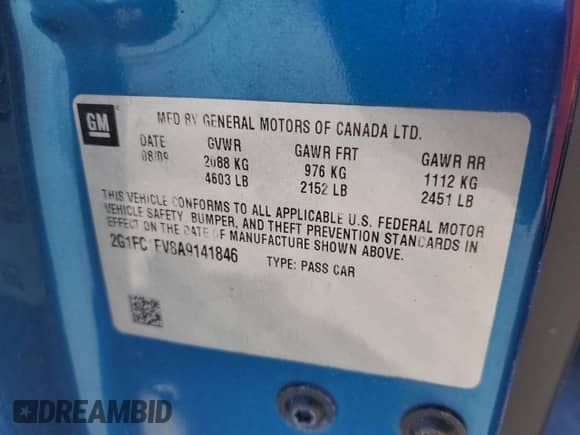 GM
MFD BY GENERAL MOTORS OF CANADA LTD.
DATE GVWR GAWR FRT GAWR RR
08/09 2088 KG 976 KG 1112 KG
4603 LB 2152 LB 2451 LB
THIS VEHICLE CONFORMS TO ALL APPLICABLE U.S. FEDERAL MOTOR
VEHICLE SAFETY, BUMPER, AND THEFT PREVENTION STANDARDS IN
EFFECT ON THE DATE OF MANUFACTURE SHOWN ABOVE.
2G1FC FV8A9141846 TYPE: PASS CAR
DREAMBID